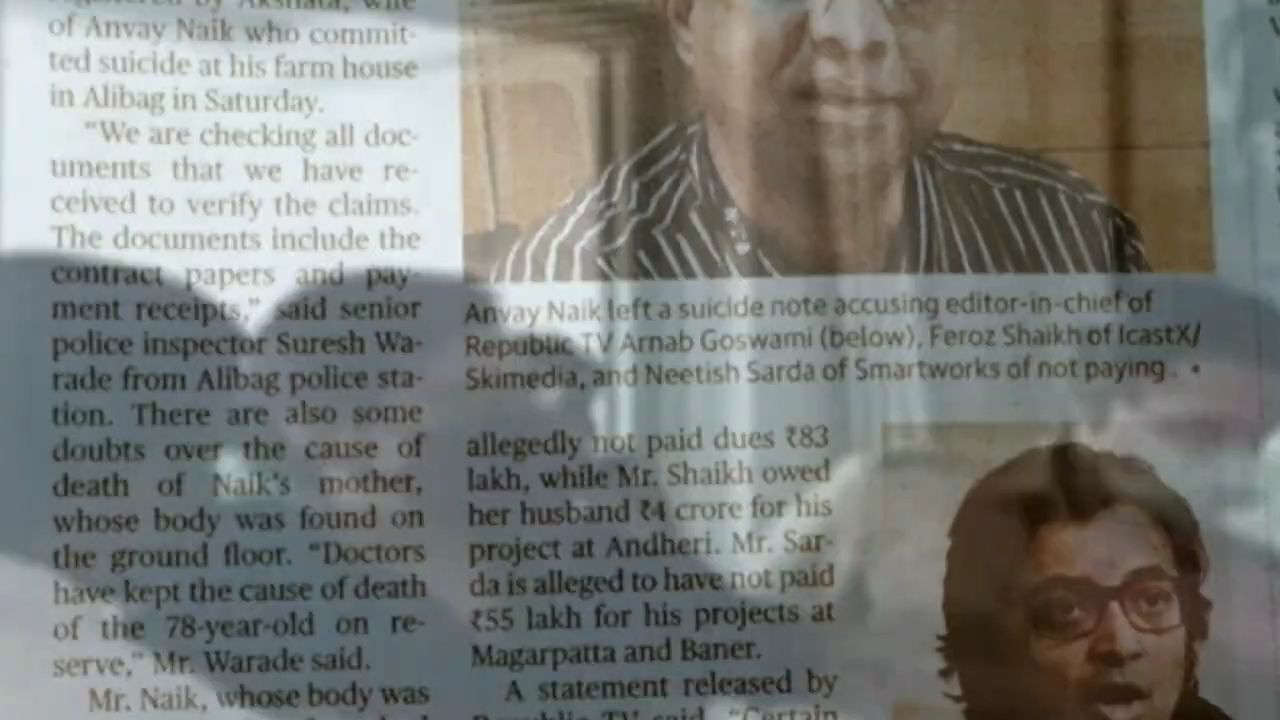 registered by Akshata, wife
of Anvay Naik who commit-
ted suicide at his farm house
in Alibag in Saturday.
"We are checking all doc-
uments that we have re-
ceived to verify the claims.
The documents include the
contract papers and pay-
ment receipts," said senior
police inspector Suresh Wa-
rade from Alibag police sta-
tion. There are also some
doubts over the cause of
death of Naik's mother,
whose body was found on
the ground floor. "Doctors
have kept the cause of death
of the 78-year-old on re-
serve," Mr. Warade said.
Mr. Naik, whose body was
Anvay Naik left a suicide note accusing editor-in-chief of
Republic TV Arnab Goswami (below), Feroz Shaikh of IcastX/
Skimedia, and Neetish Sarda of Smartworks of not paying . •
allegedly not paid dues ₹83
lakh, while Mr. Shaikh owed
her husband ₹4 crore for his
project at Andheri. Mr. Sar-
da is alleged to have not paid
₹55 lakh for his projects at
Magarpatta and Baner.
A statement released by
Republic TV said, "Certain